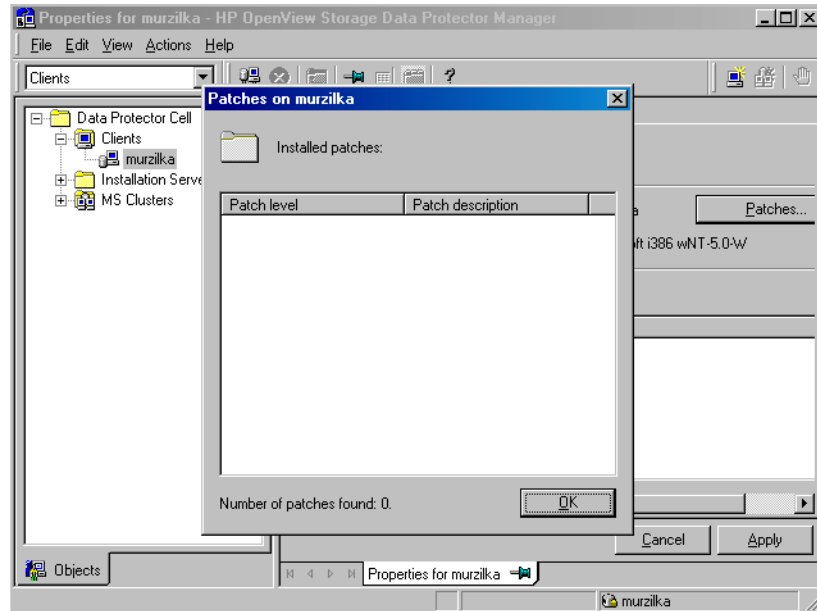 Properties for murzilka - HP OpenView Storage Data Protector Manager
File Edit View Actions Help
Clients
Data Protector Cell
Clients
murzilka
Installation Serve
MS Clusters
Patches on murzilka
Installed patches:
Patch level Patch description
Number of patches found: 0.
OK
a
Patches...
ft i386 wNT-5.0-W
Cancel Apply
Objects
Properties for murzilka
murzilka